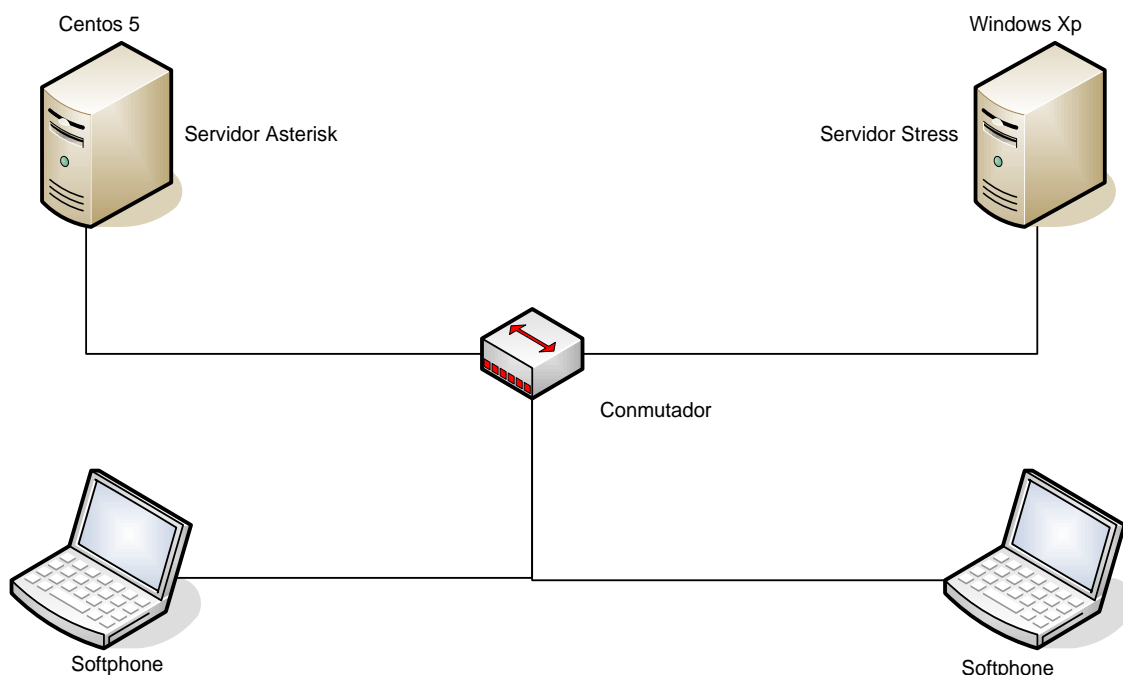 Centos 5
Windows Xp
Servidor Asterisk
Servidor Stress
Conmutador
Softphone
Softphone